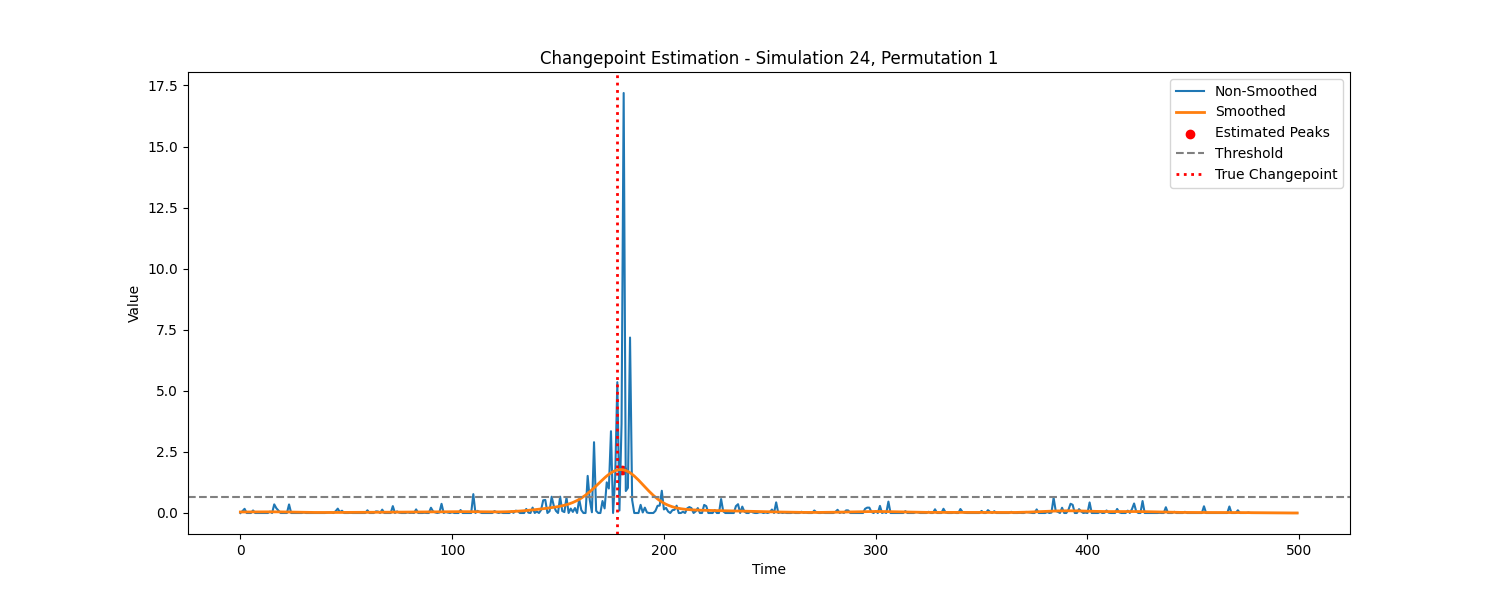 Changepoint Estimation - Simulation 24, Permutation 1
17.5
15.0
12.5
10.0
7.5
5.0
2.5
0.0
Value
0 100 200 300 400 500
Time
Non-Smoothed
Smoothed
Estimated Peaks
Threshold
True Changepoint